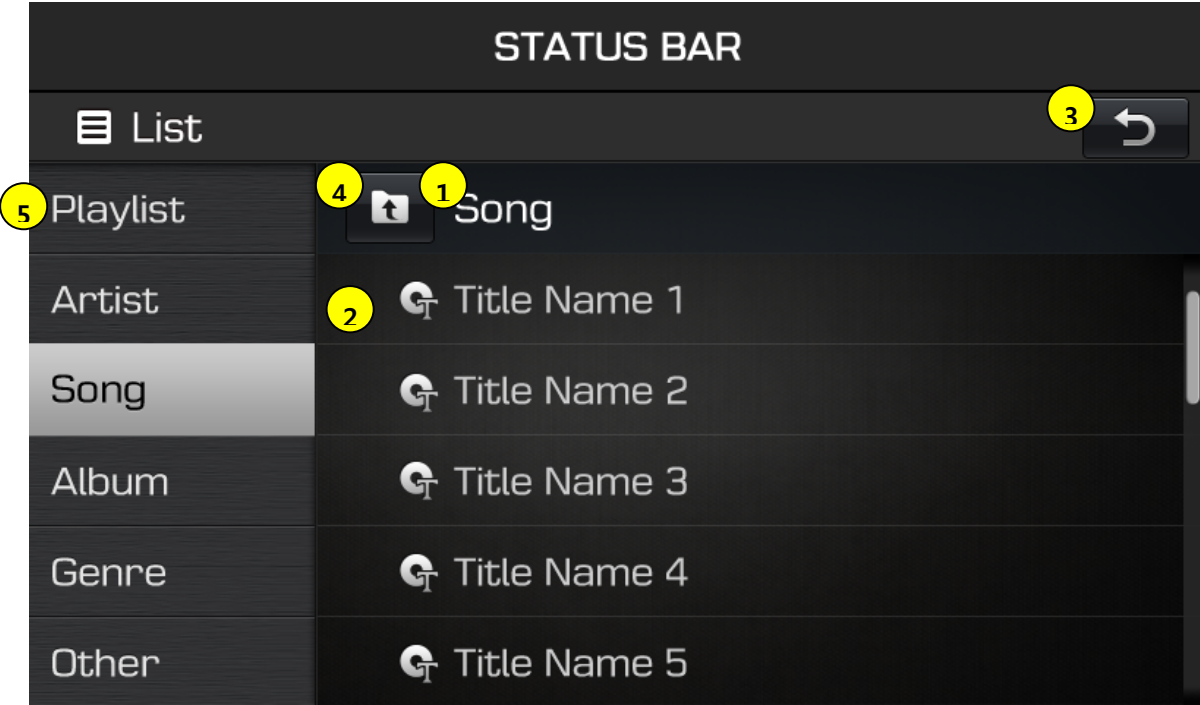 STATUS BAR
List
3
5
Playlist
4
1
Song
Artist
2
Title Name 1
Song
Title Name 2
Album
Title Name 3
Genre
Title Name 4
Other
Title Name 5